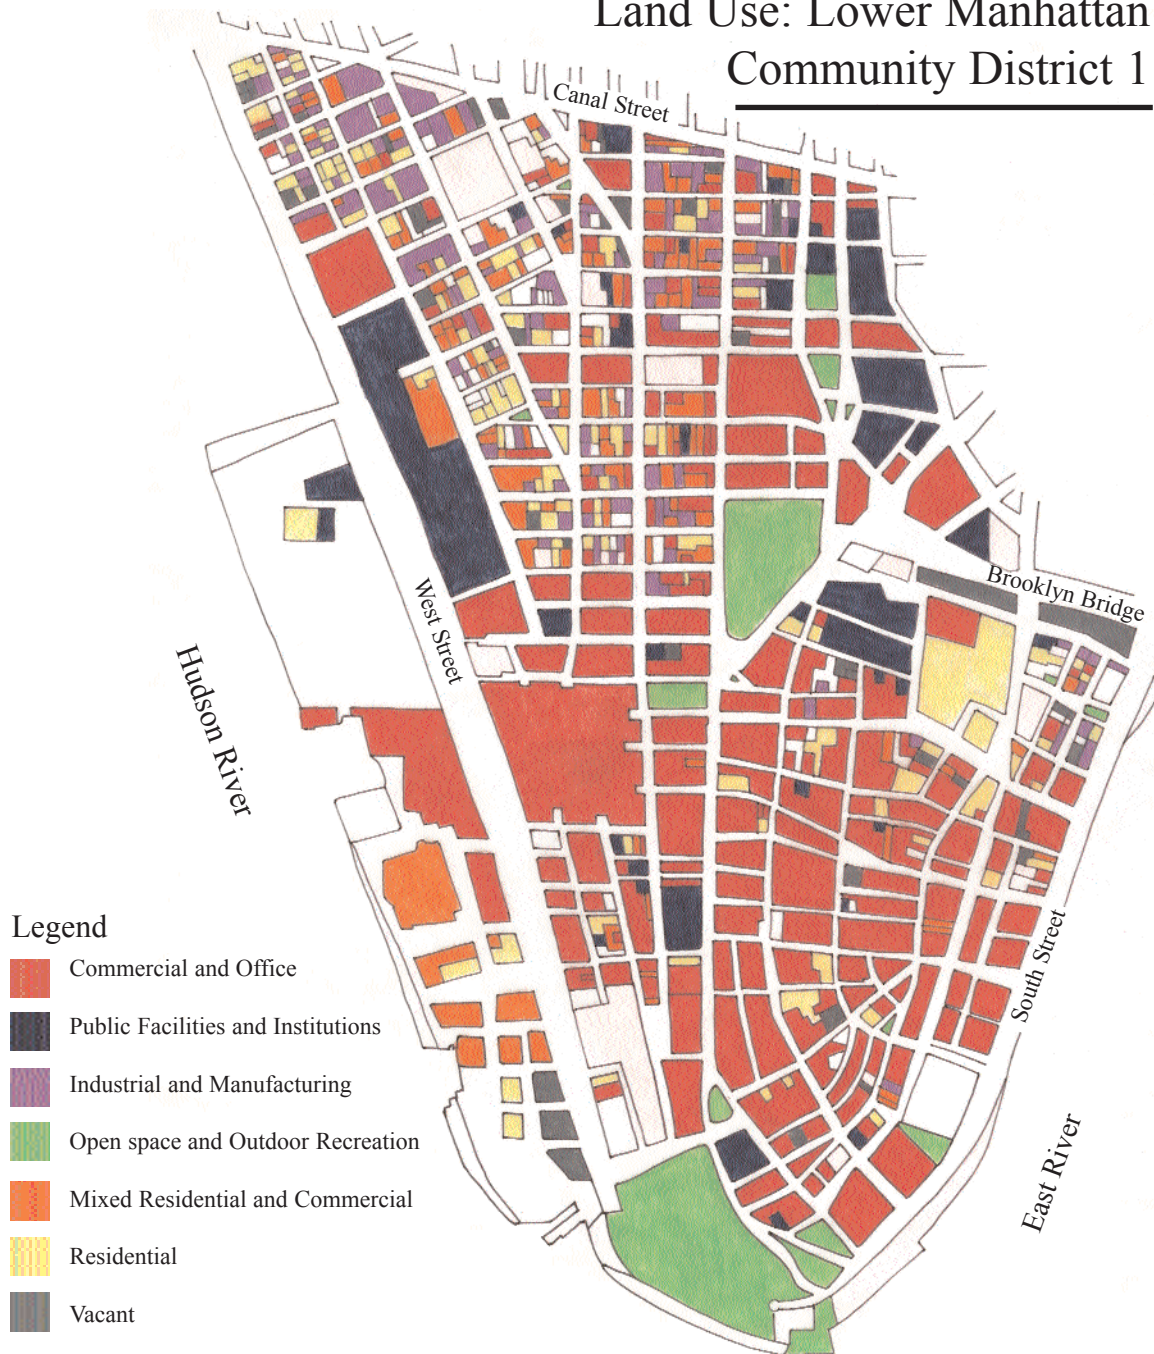 Land Use: Lower Manhattan
Community District 1
Canal Street
Brooklyn Bridge
West Street
Hudson River
South Street
East River
Legend
Commercial and Office
Public Facilities and Institutions
Industrial and Manufacturing
Open space and Outdoor Recreation
Mixed Residential and Commercial
Residential
Vacant